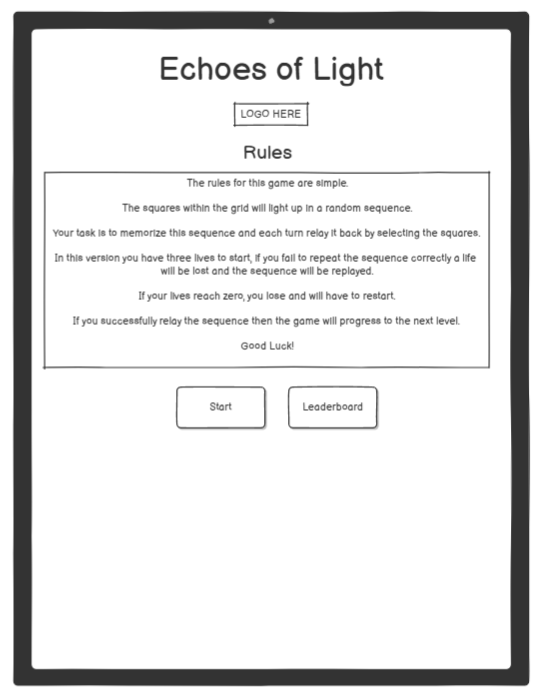 Echoes of Light
LOGO HERE
Rules
The rules for this game are simple.
The squares within the grid will light up in a random sequence.
Your task is to memorize this sequence and each turn relay it back by selecting the squares.
In this version you have three lives to start, if you fail to repeat the sequence correctly a life
will be lost and the sequence will be replayed.
If your lives reach zero, you lose and will have to restart.
If you successfully relay the sequence then the game will progress to the next level.
Good Luck!
Start
Leaderboard